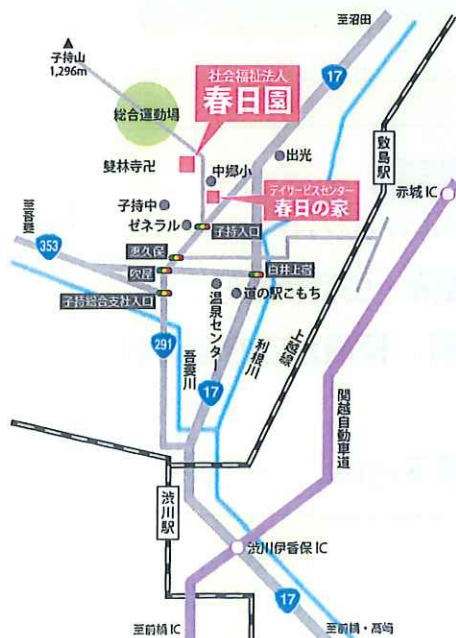 至沼田
子持山
1,296m
17
社会福祉法人
春日園
総合運動場
雙林寺卍
中郷小
出光
敷島駅
デイサービスセンター
春日の家
赤城IC
子持中
ゼネラル
至吾妻
子持入口
353
恵久保
吹屋
白井上宿
子持総合支社入口
温泉センター
道の駅こもち
291
吾妻川
17
利根川
上越線
関越自動車道
渋川駅
渋川伊香保IC
17
至前橋IC
至前橋・高崎